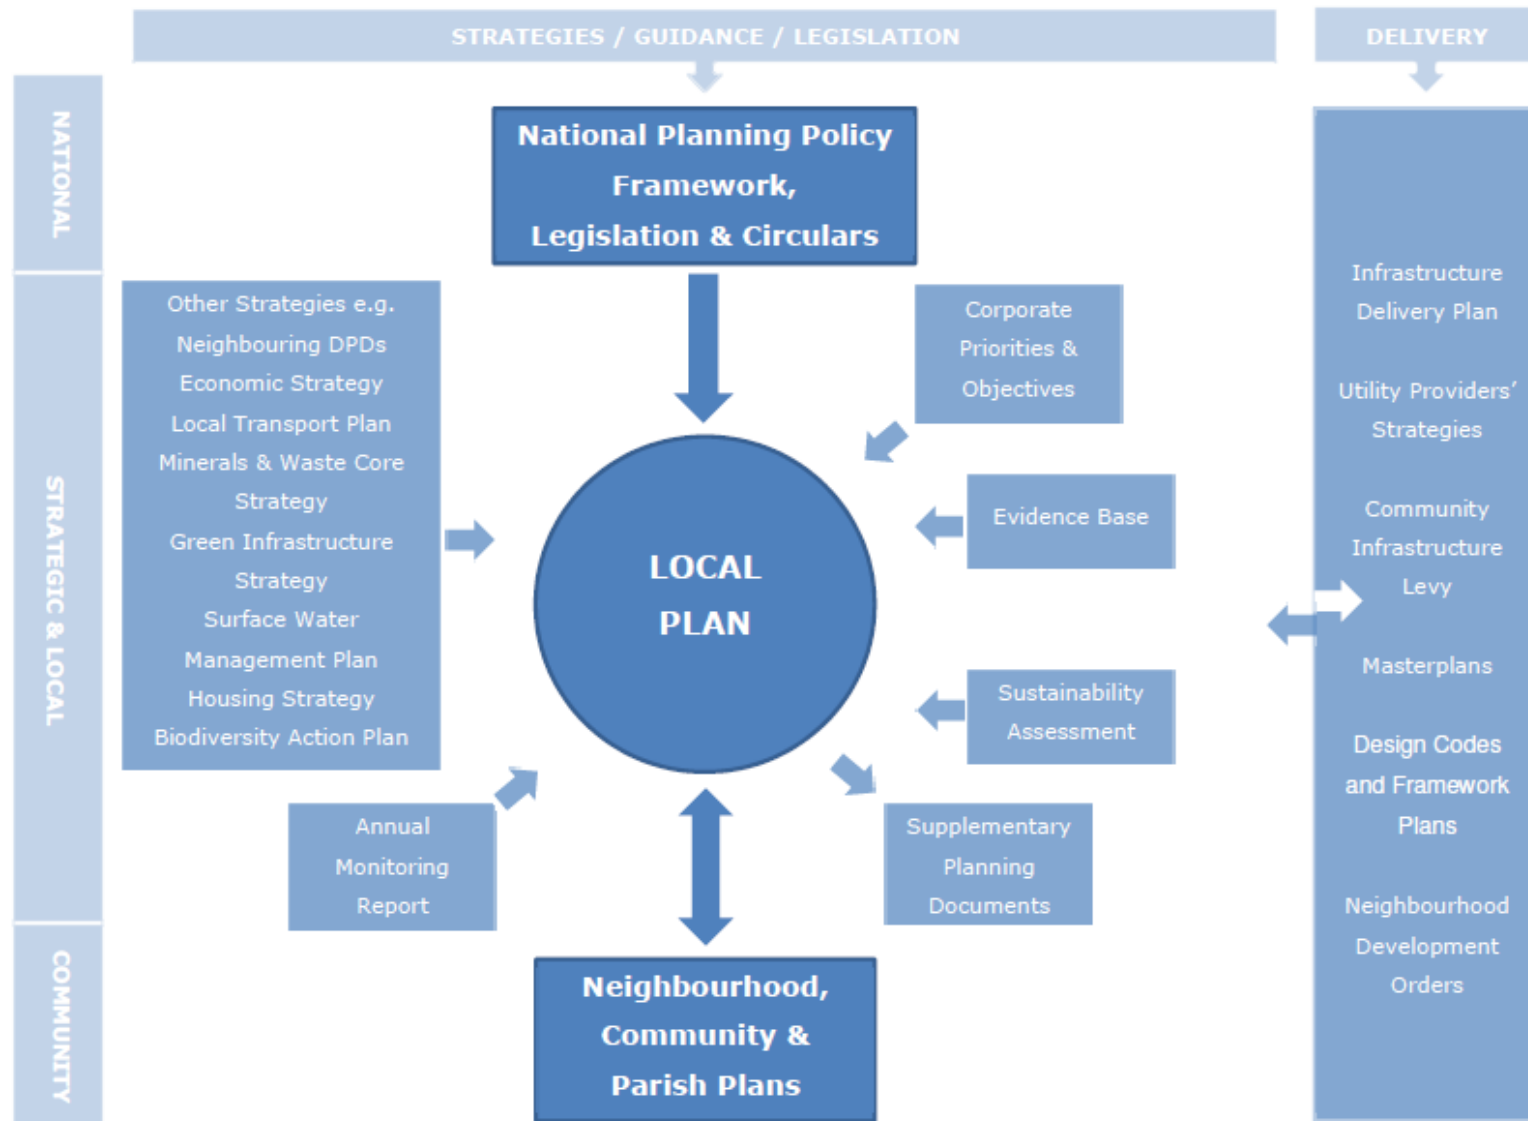 STRATEGIES / GUIDANCE / LEGISLATION
DELIVERY
NATIONAL
National Planning Policy
Framework,
Legislation & Circulars
STRATEGIC & LOCAL
Other Strategies e.g.
Neighbouring DPDs
Economic Strategy
Local Transport Plan
Minerals & Waste Core
Strategy
Green Infrastructure
Strategy
Surface Water
Management Plan
Housing Strategy
Biodiversity Action Plan
Corporate
Priorities &
Objectives
Evidence Base
LOCAL
PLAN
Sustainability
Assessment
Annual
Monitoring
Report
Supplementary
Planning
Documents
COMMUNITY
Neighbourhood,
Community &
Parish Plans
Infrastructure
Delivery Plan
Utility Providers’
Strategies
Community
Infrastructure
Levy
Masterplans
Design Codes
and Framework
Plans
Neighbourhood
Development
Orders